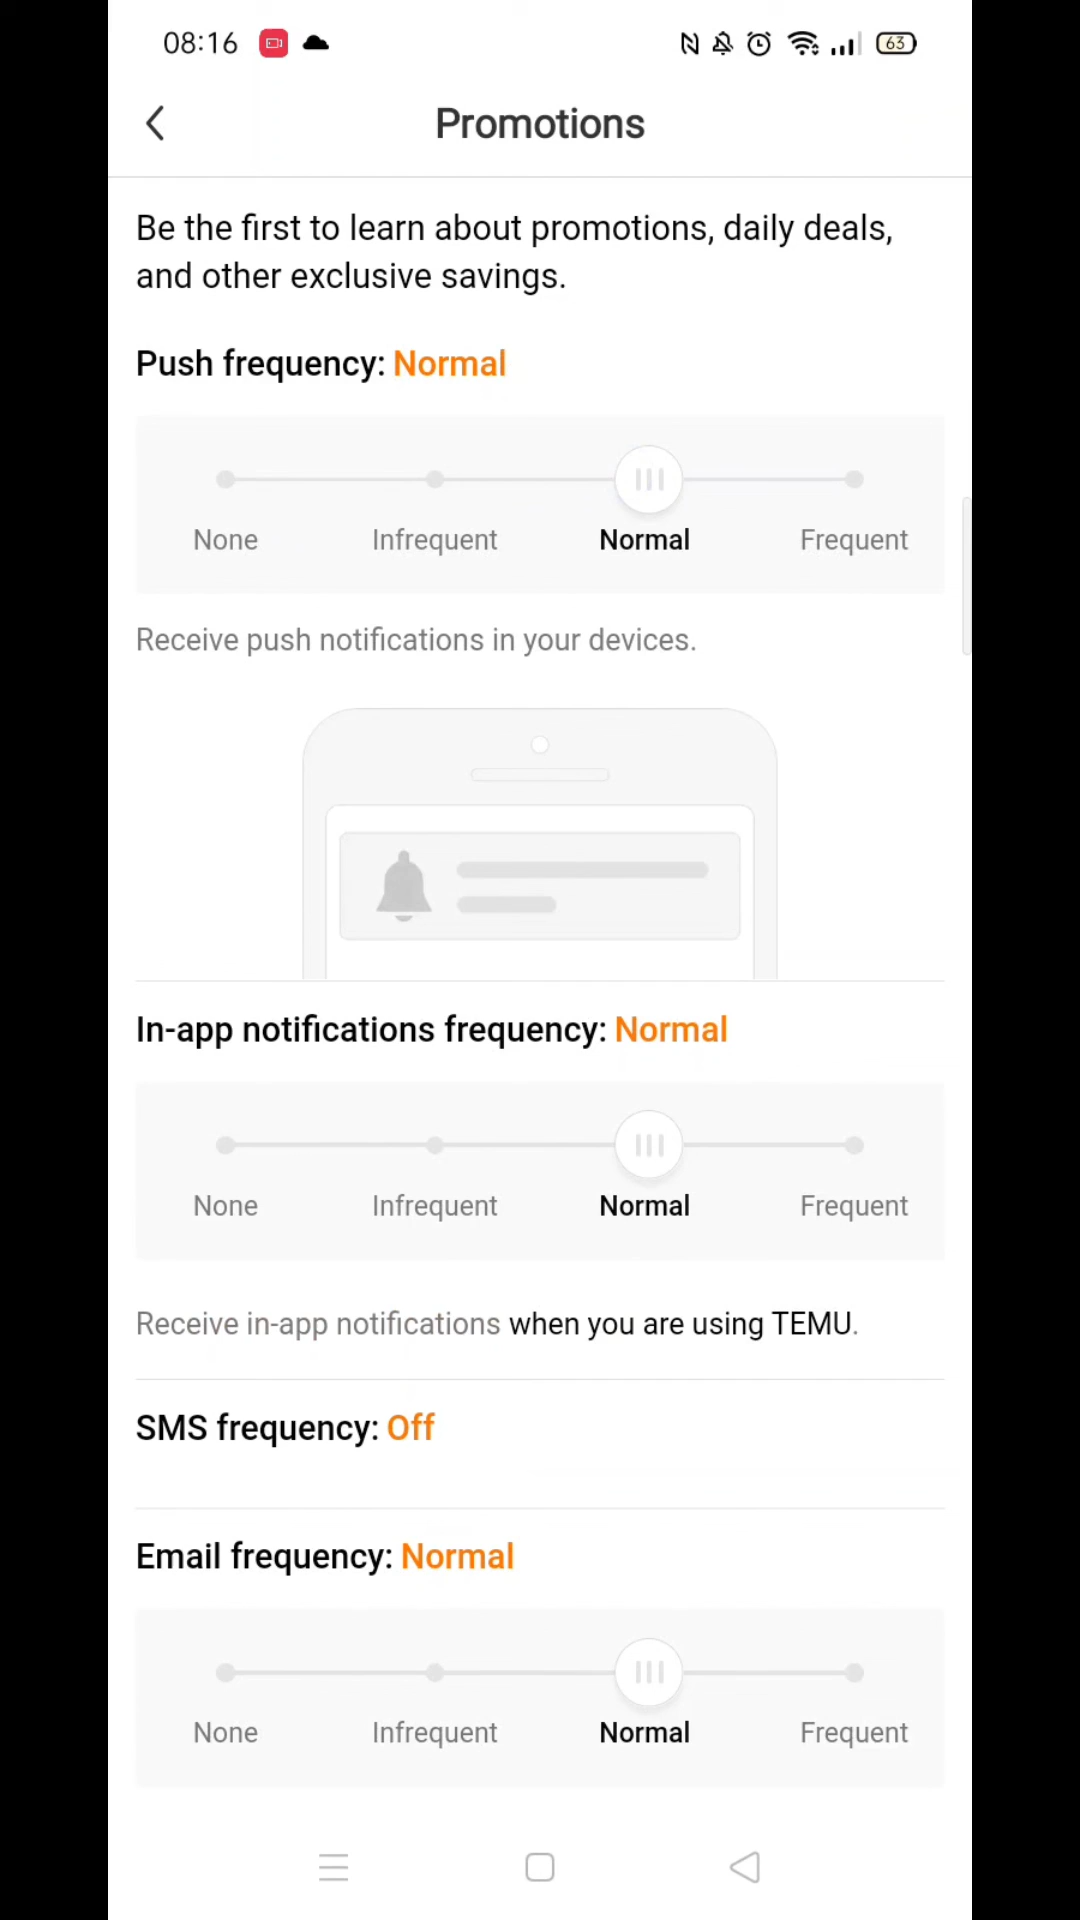 08:16
63
Promotions
Be the first to learn about promotions, daily deals,
and other exclusive savings.
Push frequency: Normal
None Infrequent Normal Frequent
Receive push notifications in your devices.
In-app notifications frequency: Normal
None Infrequent Normal Frequent
Receive in-app notifications when you are using TEMU.
SMS frequency: Off
Email frequency: Normal
None Infrequent Normal Frequent